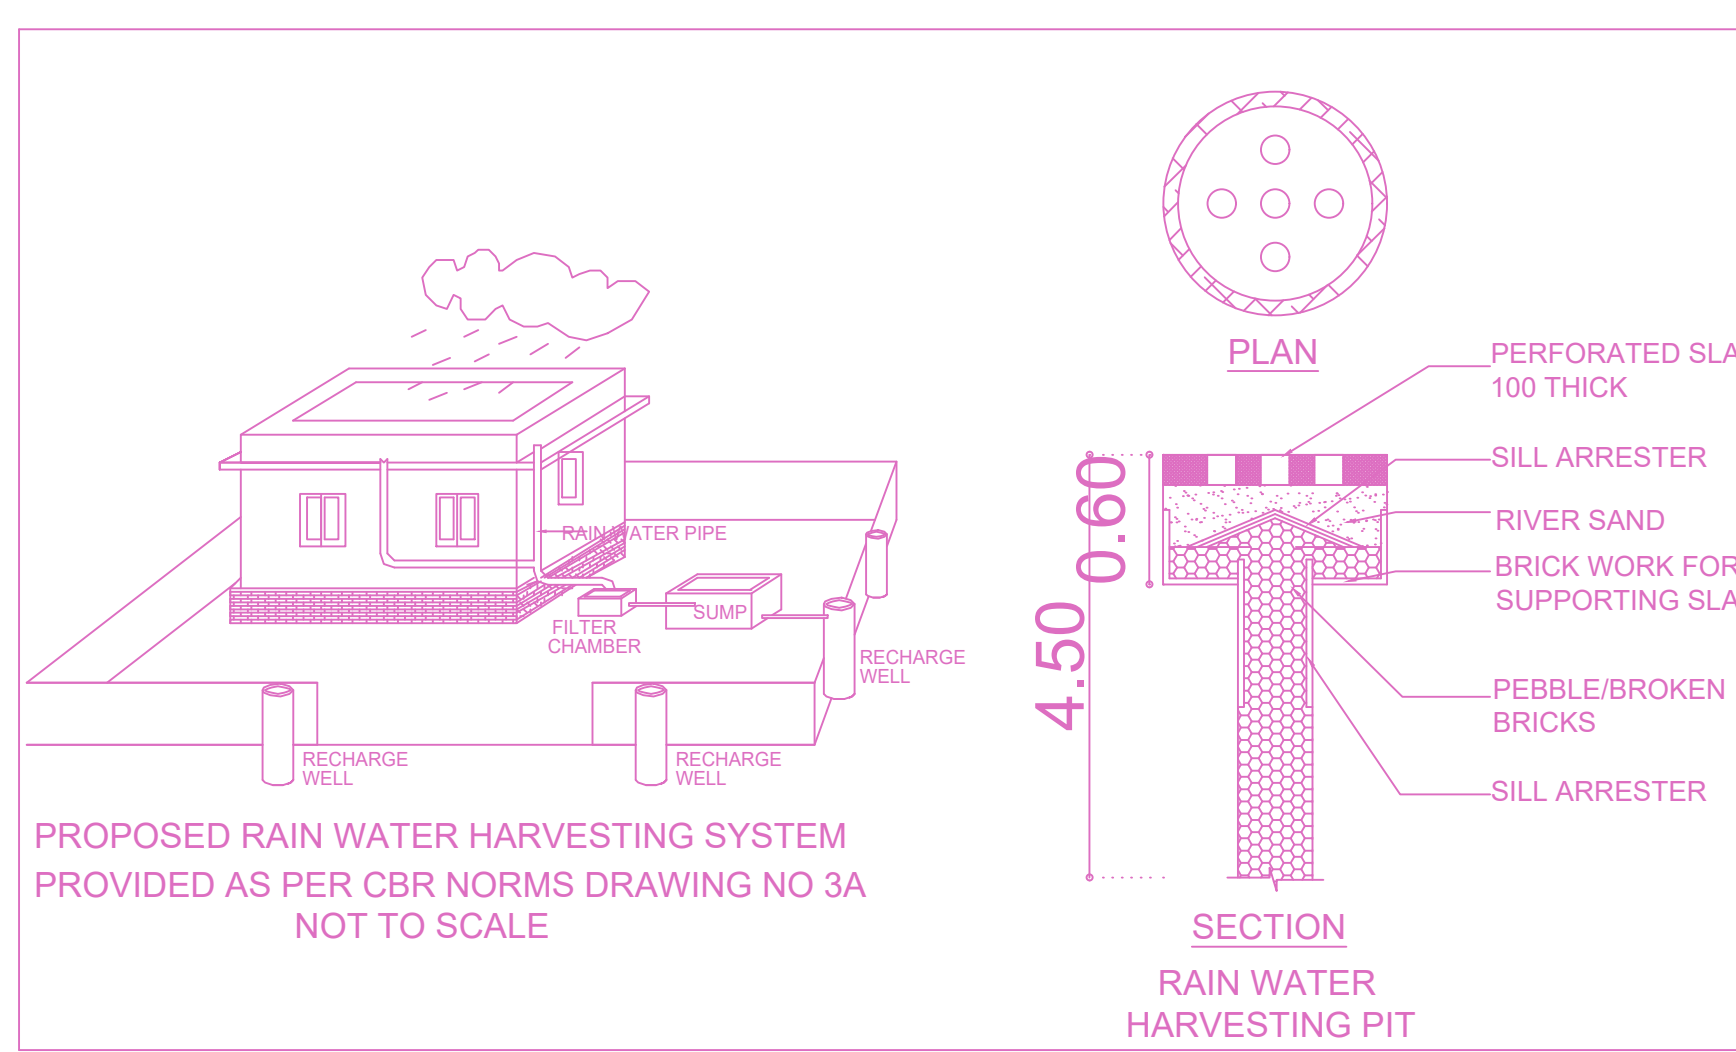 RAIN WATER PIPE
FILTER
CHAMBER
SUMP
RECHARGE
WELL
RECHARGE
WELL
RECHARGE
WELL
PROPOSED RAIN WATER HARVESTING SYSTEM
PROVIDED AS PER CBR NORMS DRAWING NO 3A
NOT TO SCALE
PLAN
PERFORATED SLA
100 THICK
SILL ARRESTER
RIVER SAND
BRICK WORK FOR
SUPPORTING SLA
PEBBLE/BROKEN
BRICKS
SILL ARRESTER
0.60
4.50
SECTION
RAIN WATER
HARVESTING PIT